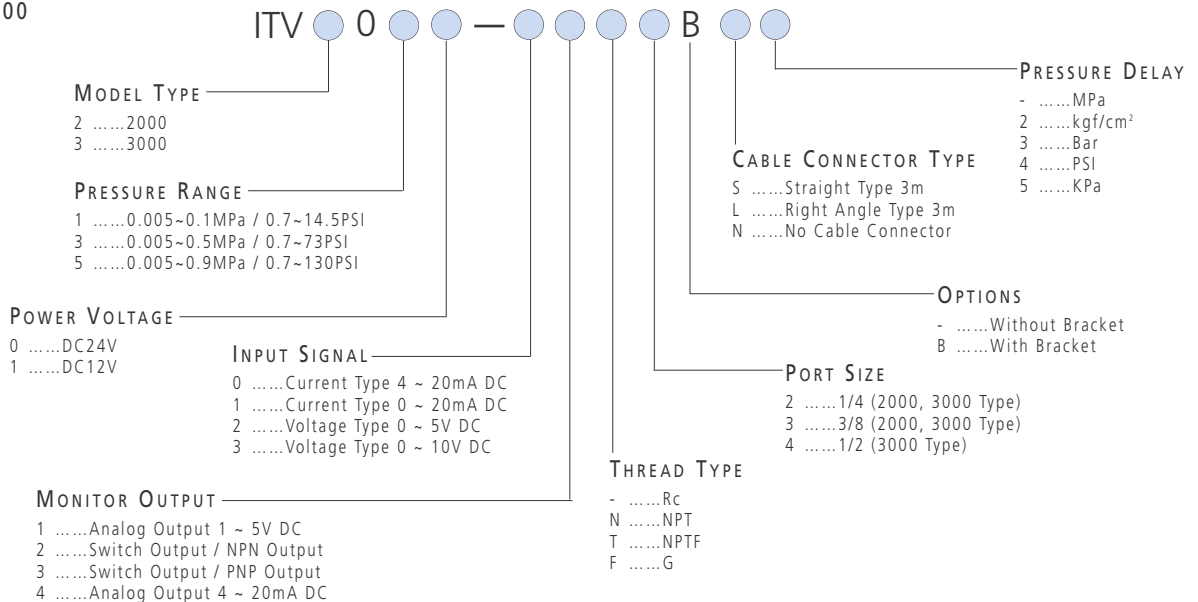 00
ITV 0 — B
MODEL TYPE
2 ……2000
3 ……3000
PRESSURE RANGE
1 ……0.005~0.1MPa / 0.7~14.5PSI
3 ……0.005~0.5MPa / 0.7~73PSI
5 ……0.005~0.9MPa / 0.7~130PSI
POWER VOLTAGE
0 ……DC24V
1 ……DC12V
INPUT SIGNAL
0 ……Current Type 4 ~ 20mA DC
1 ……Current Type 0 ~ 20mA DC
2 ……Voltage Type 0 ~ 5V DC
3 ……Voltage Type 0 ~ 10V DC
MONITOR OUTPUT
1 ……Analog Output 1 ~ 5V DC
2 ……Switch Output / NPN Output
3 ……Switch Output / PNP Output
4 ……Analog Output 4 ~ 20mA DC
THREAD TYPE
- ……Rc
N ……NPT
T ……NPTF
F ……G
PORT SIZE
2 ……1/4 (2000, 3000 Type)
3 ……3/8 (2000, 3000 Type)
4 ……1/2 (3000 Type)
OPTIONS
- ……Without Bracket
B ……With Bracket
CABLE CONNECTOR TYPE
S ……Straight Type 3m
L ……Right Angle Type 3m
N ……No Cable Connector
PRESSURE DELAY
- ……MPa
2 ……kgf/cm²
3 ……Bar
4 ……PSI
5 ……KPa